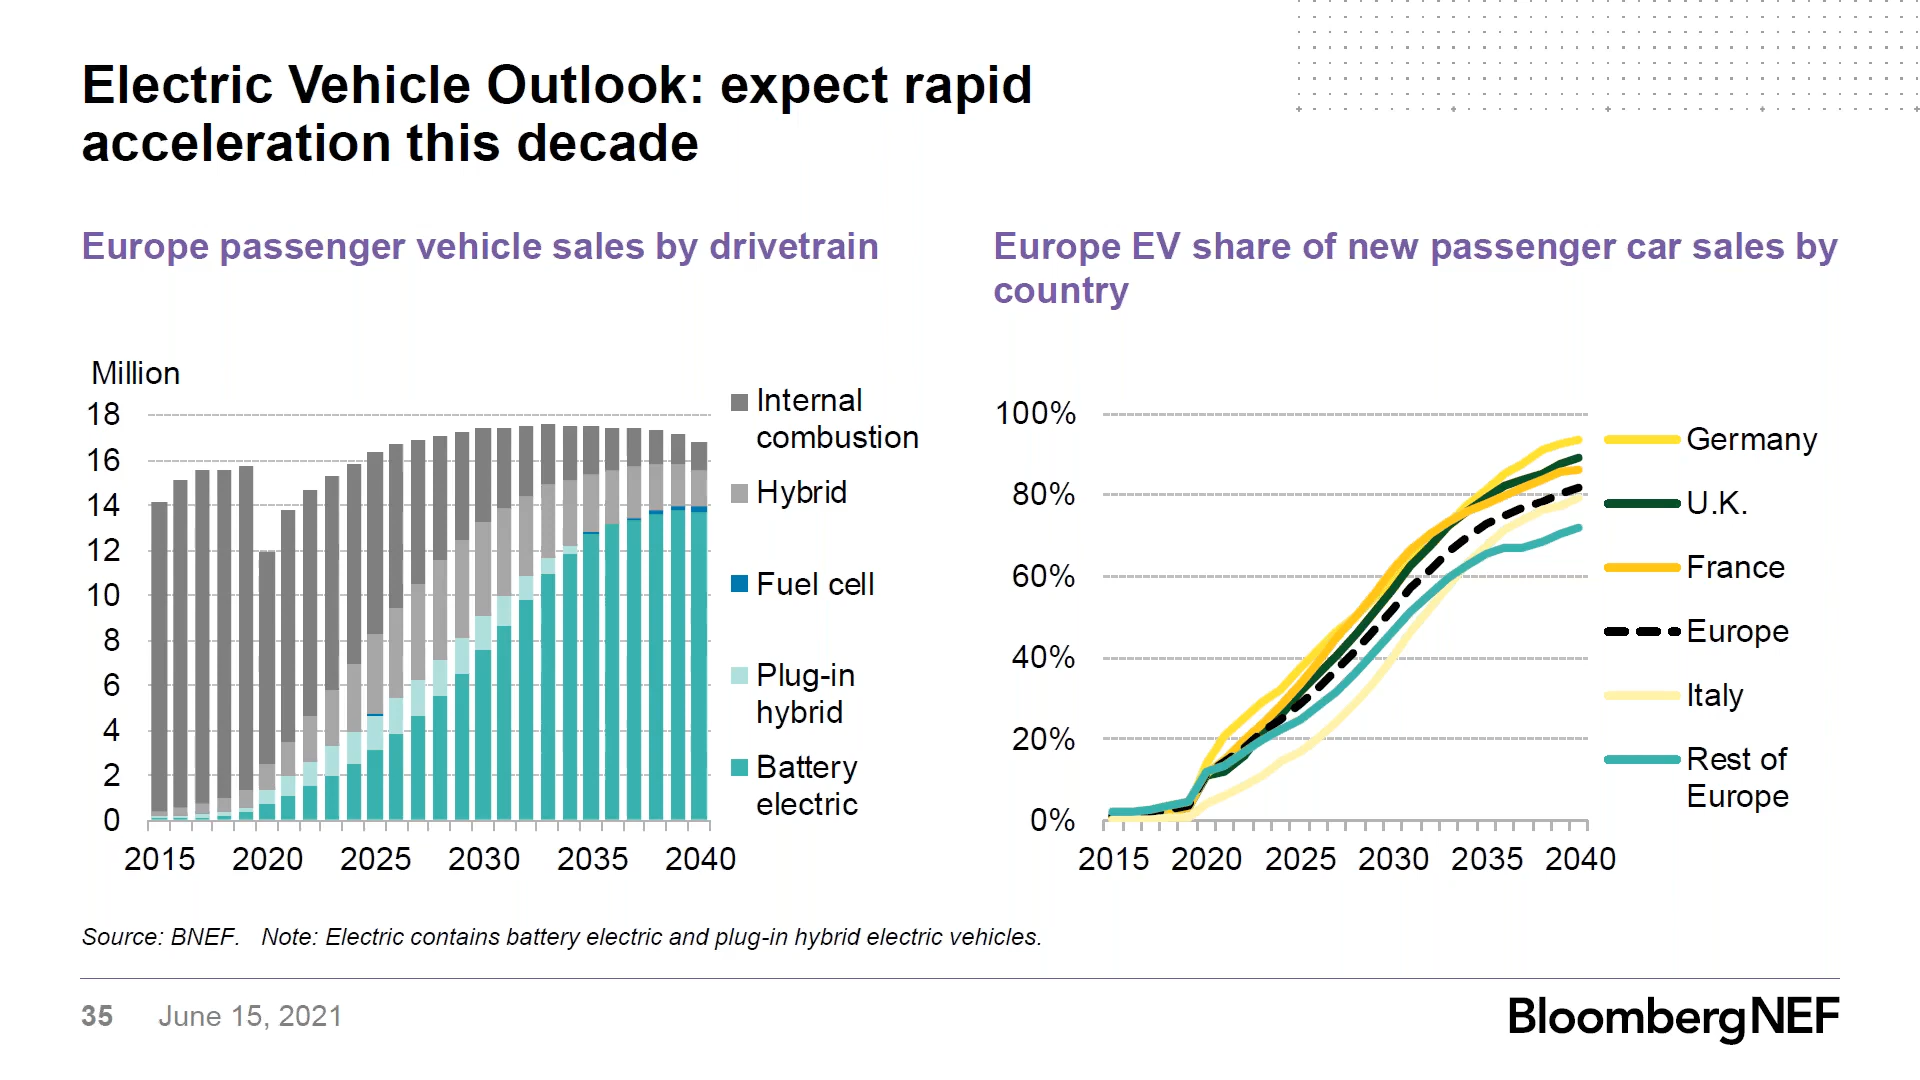 Electric Vehicle Outlook: expect rapid
acceleration this decade
Europe passenger vehicle sales by drivetrain
Million
18
16
14
12
10
8
6
4
2
0
2015 2020 2025 2030 2035 2040
Internal
combustion
Hybrid
Fuel cell
Plug-in
hybrid
Battery
electric
Europe EV share of new passenger car sales by
country
100%
80%
60%
40%
20%
0%
2015 2020 2025 2030 2035 2040
Germany
U.K.
France
Europe
Italy
Rest of
Europe
Source: BNEF. Note: Electric contains battery electric and plug-in hybrid electric vehicles.
35 June 15, 2021
BloombergNEF